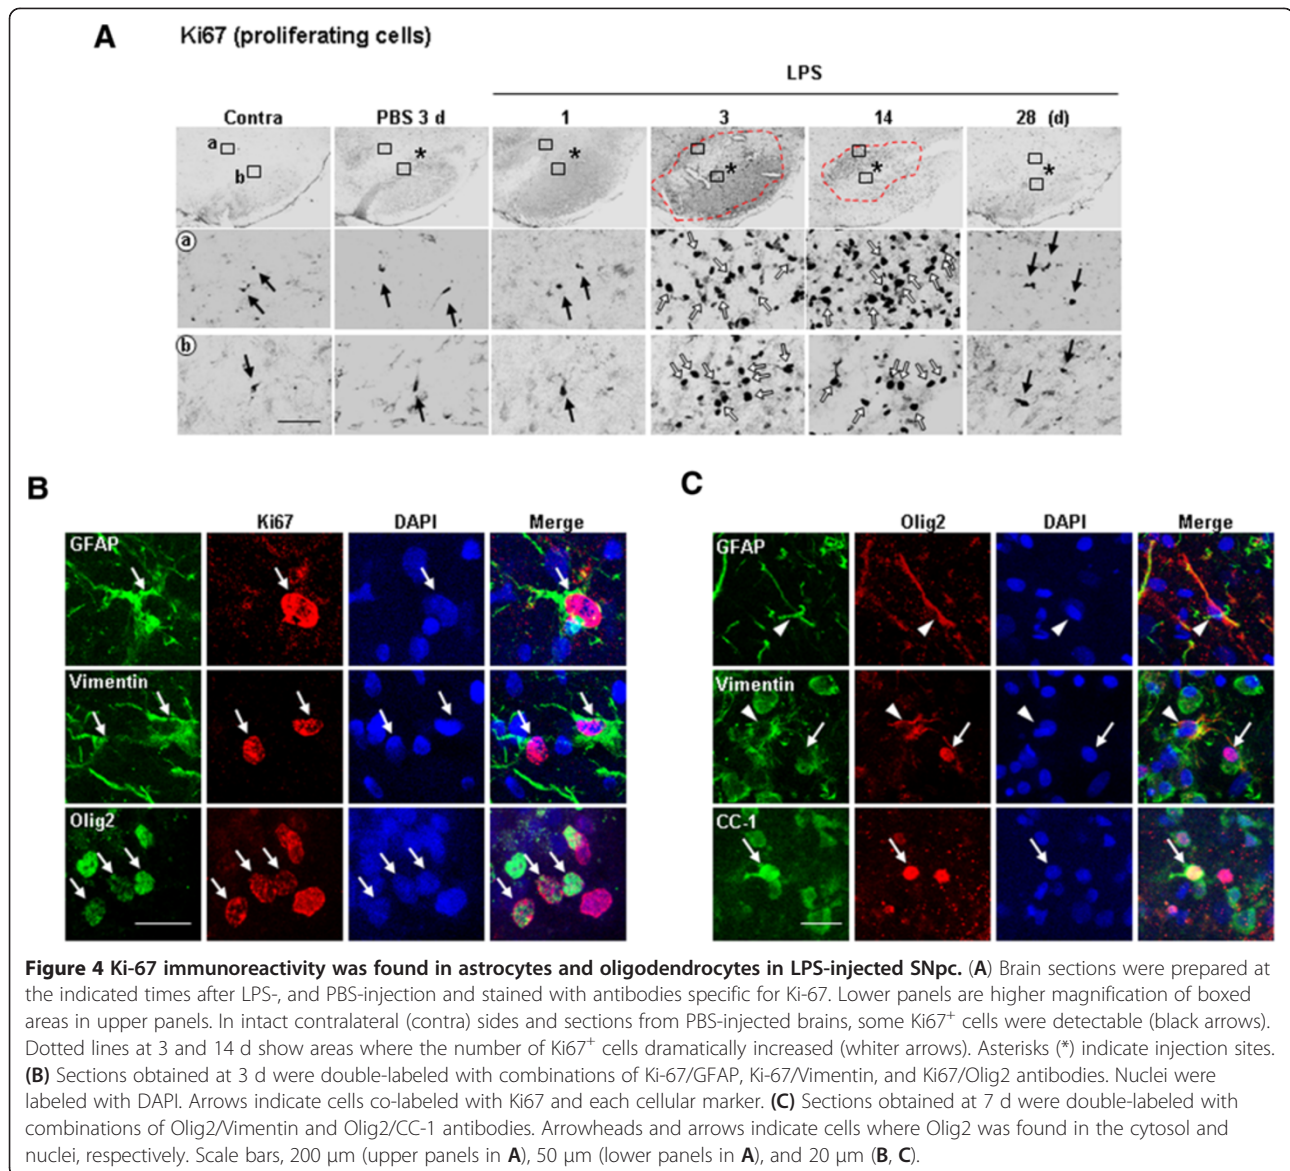 A Ki67 (proliferating cells)
LPS
Contra PBS 3 d 1 3 14 28 (d)
a * * * * *
b
a
b
B
Ki67 DAPI Merge
GFAP
Vimentin
Olig2
C
Olig2 DAPI Merge
GFAP
Vimentin
CC-1
Figure 4 Ki-67 immunoreactivity was found in astrocytes and oligodendrocytes in LPS-injected SNpc. (A) Brain sections were prepared at
the indicated times after LPS-, and PBS-injection and stained with antibodies specific for Ki-67. Lower panels are higher magnification of boxed
areas in upper panels. In intact contralateral (contra) sides and sections from PBS-injected brains, some Ki67⁺ cells were detectable (black arrows).
Dotted lines at 3 and 14 d show areas where the number of Ki67⁺ cells dramatically increased (whiter arrows). Asterisks (*) indicate injection sites.
(B) Sections obtained at 3 d were double-labeled with combinations of Ki-67/GFAP, Ki-67/Vimentin, and Ki67/Olig2 antibodies. Nuclei were
labeled with DAPI. Arrows indicate cells co-labeled with Ki67 and each cellular marker. (C) Sections obtained at 7 d were double-labeled with
combinations of Olig2/Vimentin and Olig2/CC-1 antibodies. Arrowheads and arrows indicate cells where Olig2 was found in the cytosol and
nuclei, respectively. Scale bars, 200 μm (upper panels in A), 50 μm (lower panels in A), and 20 μm (B, C).